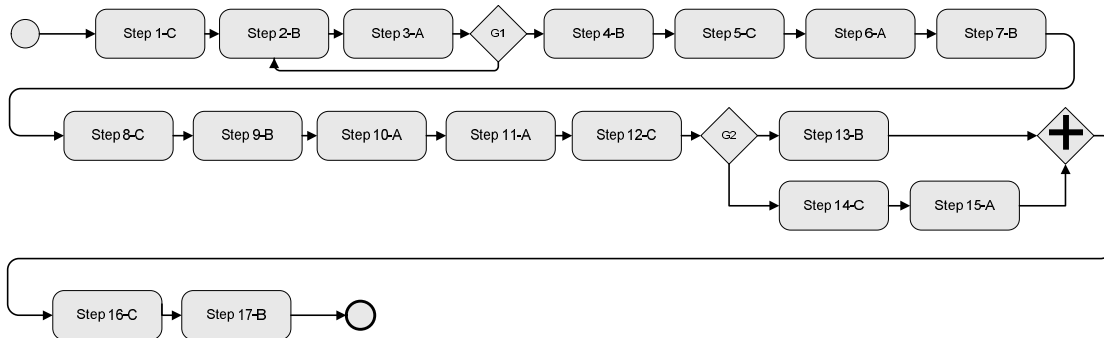 Step 1-C
Step 2-B
Step 3-A
G1
Step 4-B
Step 5-C
Step 6-A
Step 7-B
Step 8-C
Step 9-B
Step 10-A
Step 11-A
Step 12-C
G2
Step 13-B
Step 14-C
Step 15-A
Step 16-C
Step 17-B